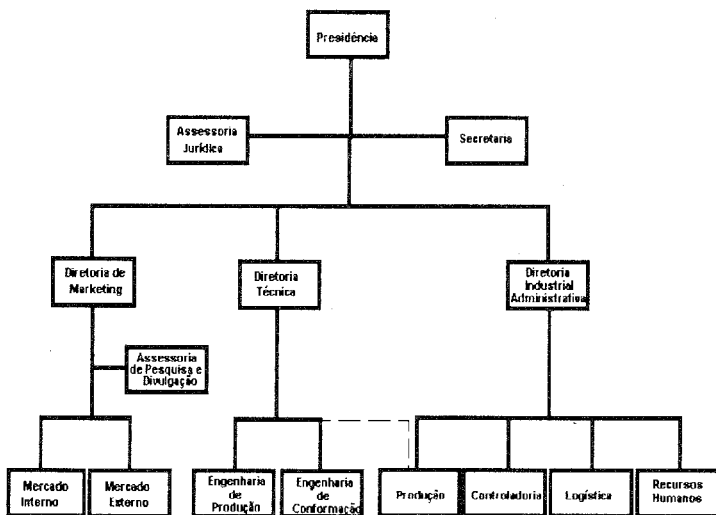 Presidência
Assessoria
Jurídica
Secretaria
Diretoria de
Marketing
Diretoria
Técnica
Diretoria
Industrial
Administrativa
Assessoria
de Pesquisa e
Divulgação
Mercado
Interno
Mercado
Externo
Engenharia
de
Produção
Engenharia
de
Conformação
Produção
Controladoria
Logística
Recursos
Humanos